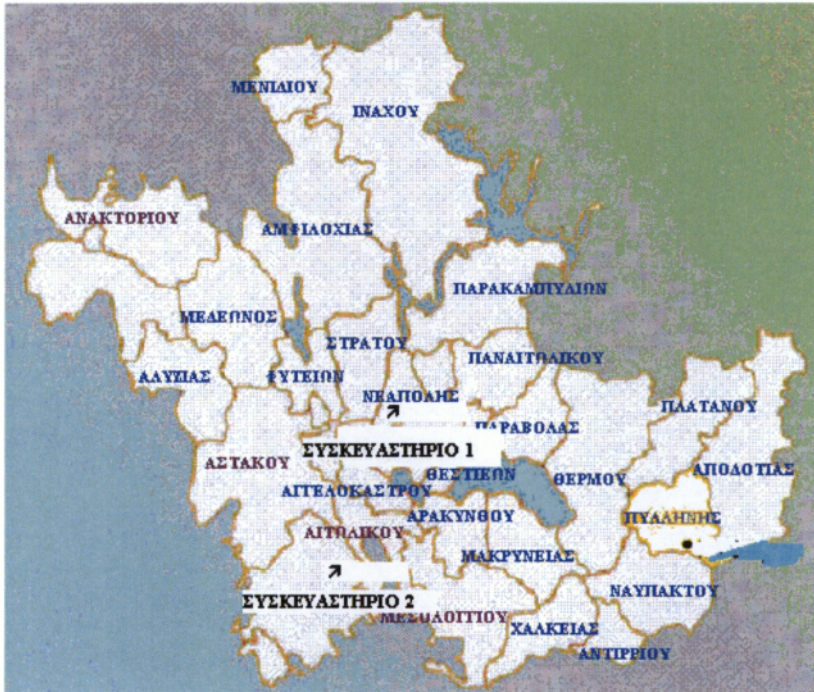 ΜΕΝΙΔΙΟΥ
ΙΝΑΧΟΥ
ΑΝΑΚΤΟΡΙΟΥ
ΑΜΦΙΛΟΧΙΑΣ
ΠΑΡΑΚΑΜΠΥΛΙΩΝ
ΜΕΔΕΩΝΟΣ
ΣΤΡΑΤΟΥ
ΠΑΝΑΙΤΩΛΙΚΟΥ
ΑΛΥΖΙΑΣ
ΦΥΤΕΙΩΝ
ΝΕΑΠΟΛΗΣ
ΠΛΑΤΑΝΟΥ
ΠΑΡΑΒΟΛΑΣ
ΣΥΣΚΕΥΑΣΤΗΡΙΟ 1
ΑΣΤΑΚΟΥ
ΘΕΣΤΙΕΩΝ
ΘΕΡΜΟΥ
ΑΠΟΔΟΤΙΑΣ
ΑΓΓΕΛΟΚΑΣΤΡΟΥ
ΑΡΑΚΥΝΘΟΥ
ΠΥΛΛΗΝΗΣ
ΑΙΤΩΛΙΚΟΥ
ΜΑΚΡΥΝΕΙΑΣ
ΝΑΥΠΑΚΤΟΥ
ΣΥΣΚΕΥΑΣΤΗΡΙΟ 2
ΜΕΣΟΛΟΓΓΙΟΥ
ΧΑΛΚΕΙΑΣ
ΑΝΤΙΡΡΙΟΥ